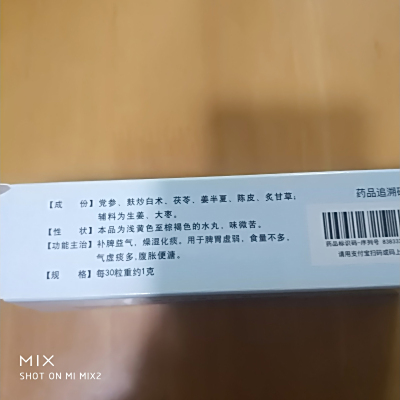 【成 份】党参、麸炒白术、茯苓、姜半夏、陈皮、炙甘草；
辅料为生姜、大枣。
【性 状】本品为浅黄色至棕褐色的水丸，味微苦。
【功能主治】补脾益气，燥湿化痰。用于脾胃虚弱，食量不多，
气虚痰多，腹胀便溏。
【规 格】每30粒重约1克
药品追溯码
药品标识码-序列号
请用支付宝扫码或码上
MIX
SHOT ON MI MIX2